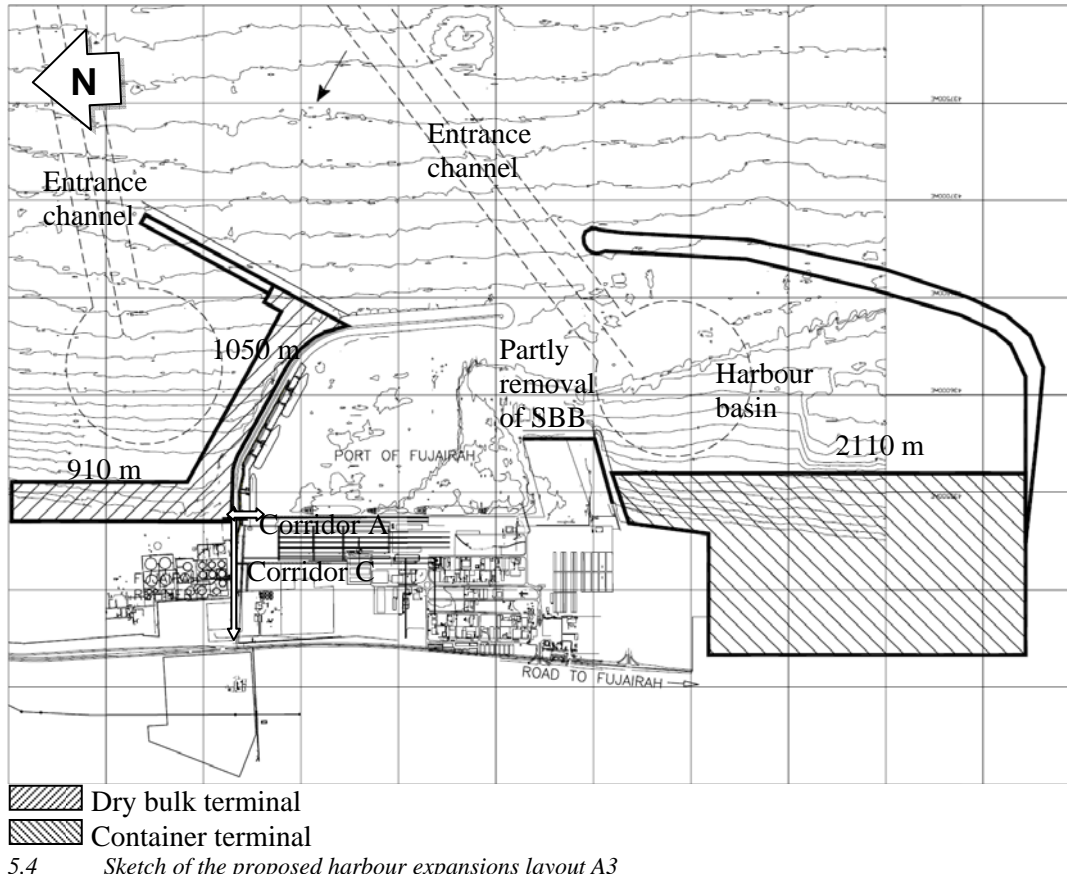 N
Entrance
channel
Entrance
channel
1050 m
Partly
removal
of SBB
Harbour
basin
PORT OF FUJAIRAH
910 m
2110 m
Corridor A
Corridor C
ROAD TO FUJAIRAH
Dry bulk terminal
Container terminal
5.4 Sketch of the proposed harbour expansions layout A3